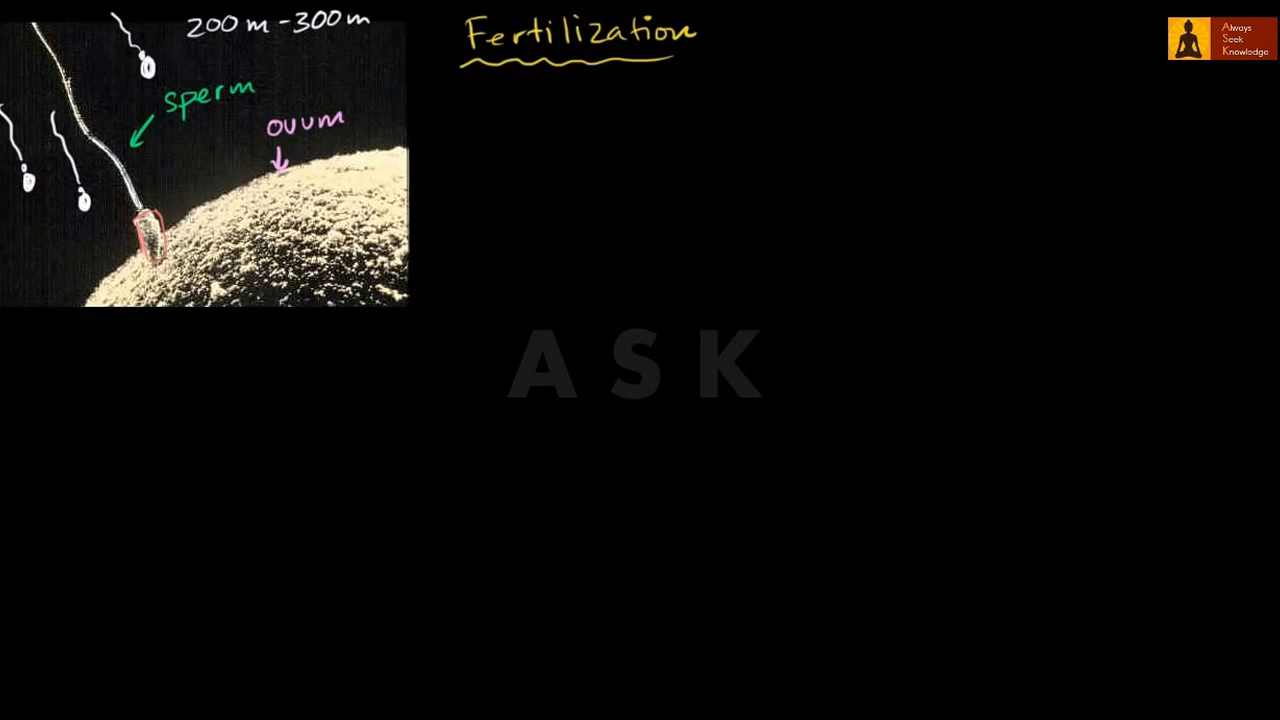 200 m - 300 m
Fertilization
sperm
ovum
Always
Seek
Knowledge
A S K